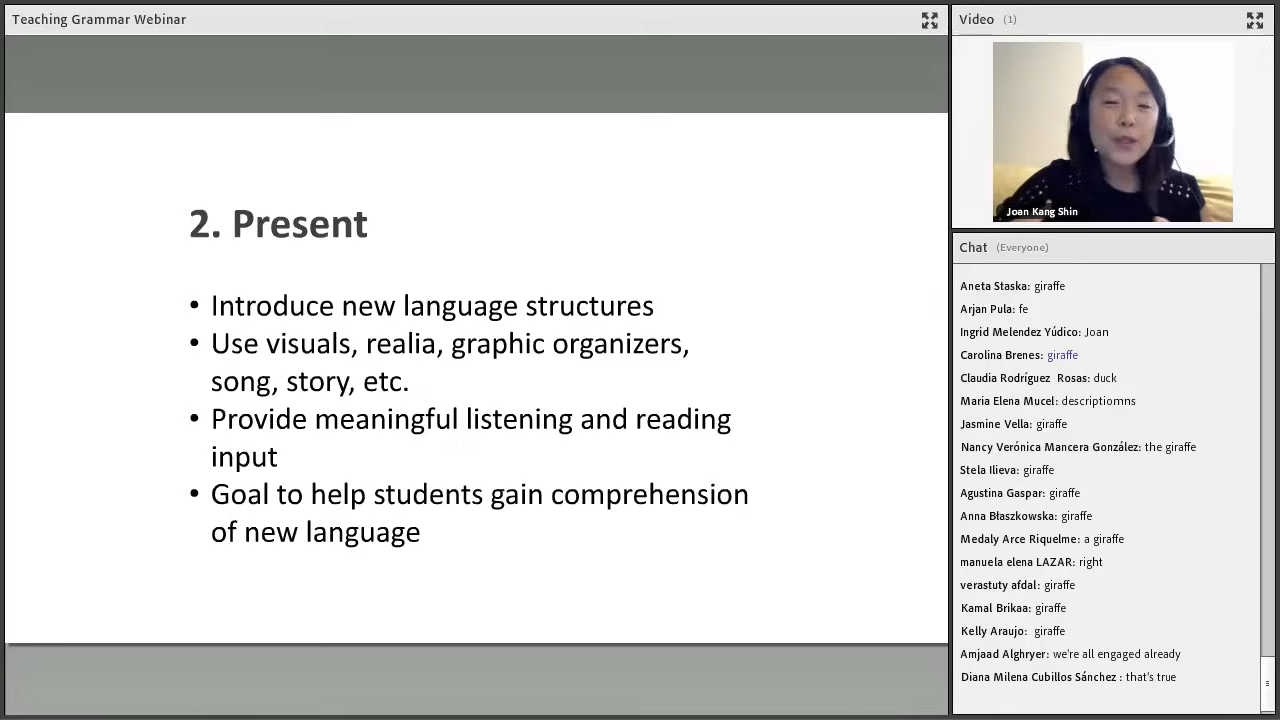 Teaching Grammar Webinar
2. Present
• Introduce new language structures
• Use visuals, realia, graphic organizers,
song, story, etc.
• Provide meaningful listening and reading
input
• Goal to help students gain comprehension
of new language
Video (1)
Joan Kang Shin
Chat (Everyone)
Aneta Staska: giraffe
Arjan Pula: fe
Ingrid Melendez Yúdico: Joan
Carolina Brenes: giraffe
Claudia Rodríguez Rosas: duck
Maria Elena Mucel: descriptiomns
Jasmine Vella: giraffe
Nancy Verónica Mancera González: the giraffe
Stela Ilieva: giraffe
Agustina Gaspar: giraffe
Anna Błaszkowska: giraffe
Medaly Arce Riquelme: a giraffe
manuela elena LAZAR: right
verastuty afdal: giraffe
Kamal Brikaa: giraffe
Kelly Araujo: giraffe
Amjaad Alghryer: we're all engaged already
Diana Milena Cubillos Sánchez : that's true